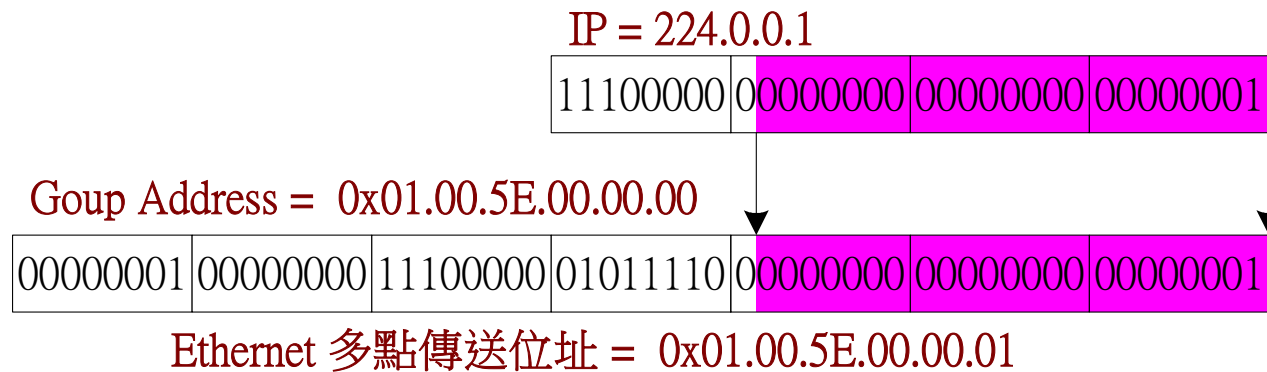 IP = 224.0.0.1
11100000 00000000 00000000 00000001
Goup Address = 0x01.00.5E.00.00.00
00000001 00000000 11100000 01011110 00000000 00000000 00000001
Ethernet 多點傳送位址 = 0x01.00.5E.00.00.01